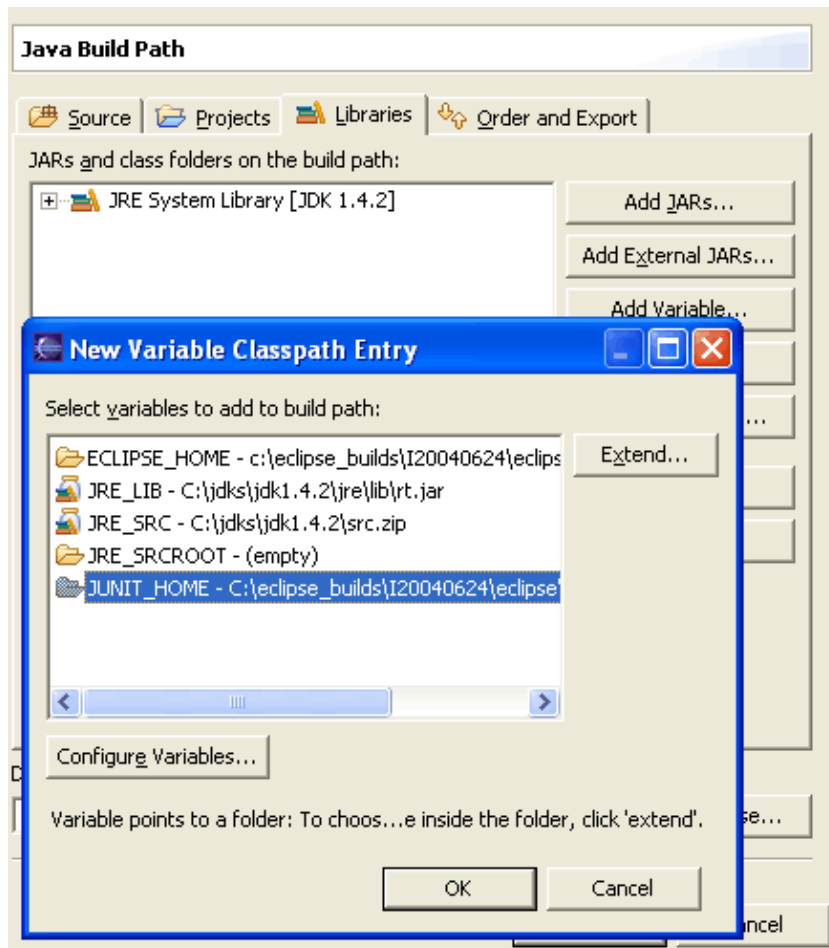 Java Build Path
Source Projects Libraries Order and Export
JARs and class folders on the build path:
JRE System Library [JDK 1.4.2]
Add JARs...
Add External JARs...
Add Variable...
New Variable Classpath Entry
...
Select variables to add to build path:
ECLIPSE_HOME - c:\eclipse_builds\I20040624\eclips
Extend...
JRE_LIB - C:\jdks\jdk1.4.2\jre\lib\rt.jar
JRE_SRC - C:\jdks\jdk1.4.2\src.zip
JRE_SRCROOT - (empty)
JUNIT_HOME - C:\eclipse_builds\I20040624\eclipse\
Configure Variables...
Variable points to a folder: To choos...e inside the folder, click 'extend'.
se...
OK Cancel
ncel